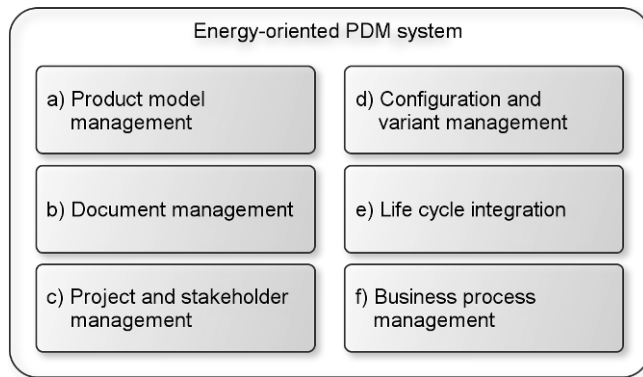 Energy-oriented PDM system
a) Product model
management
b) Document management
c) Project and stakeholder
management
d) Configuration and
variant management
e) Life cycle integration
f) Business process
management